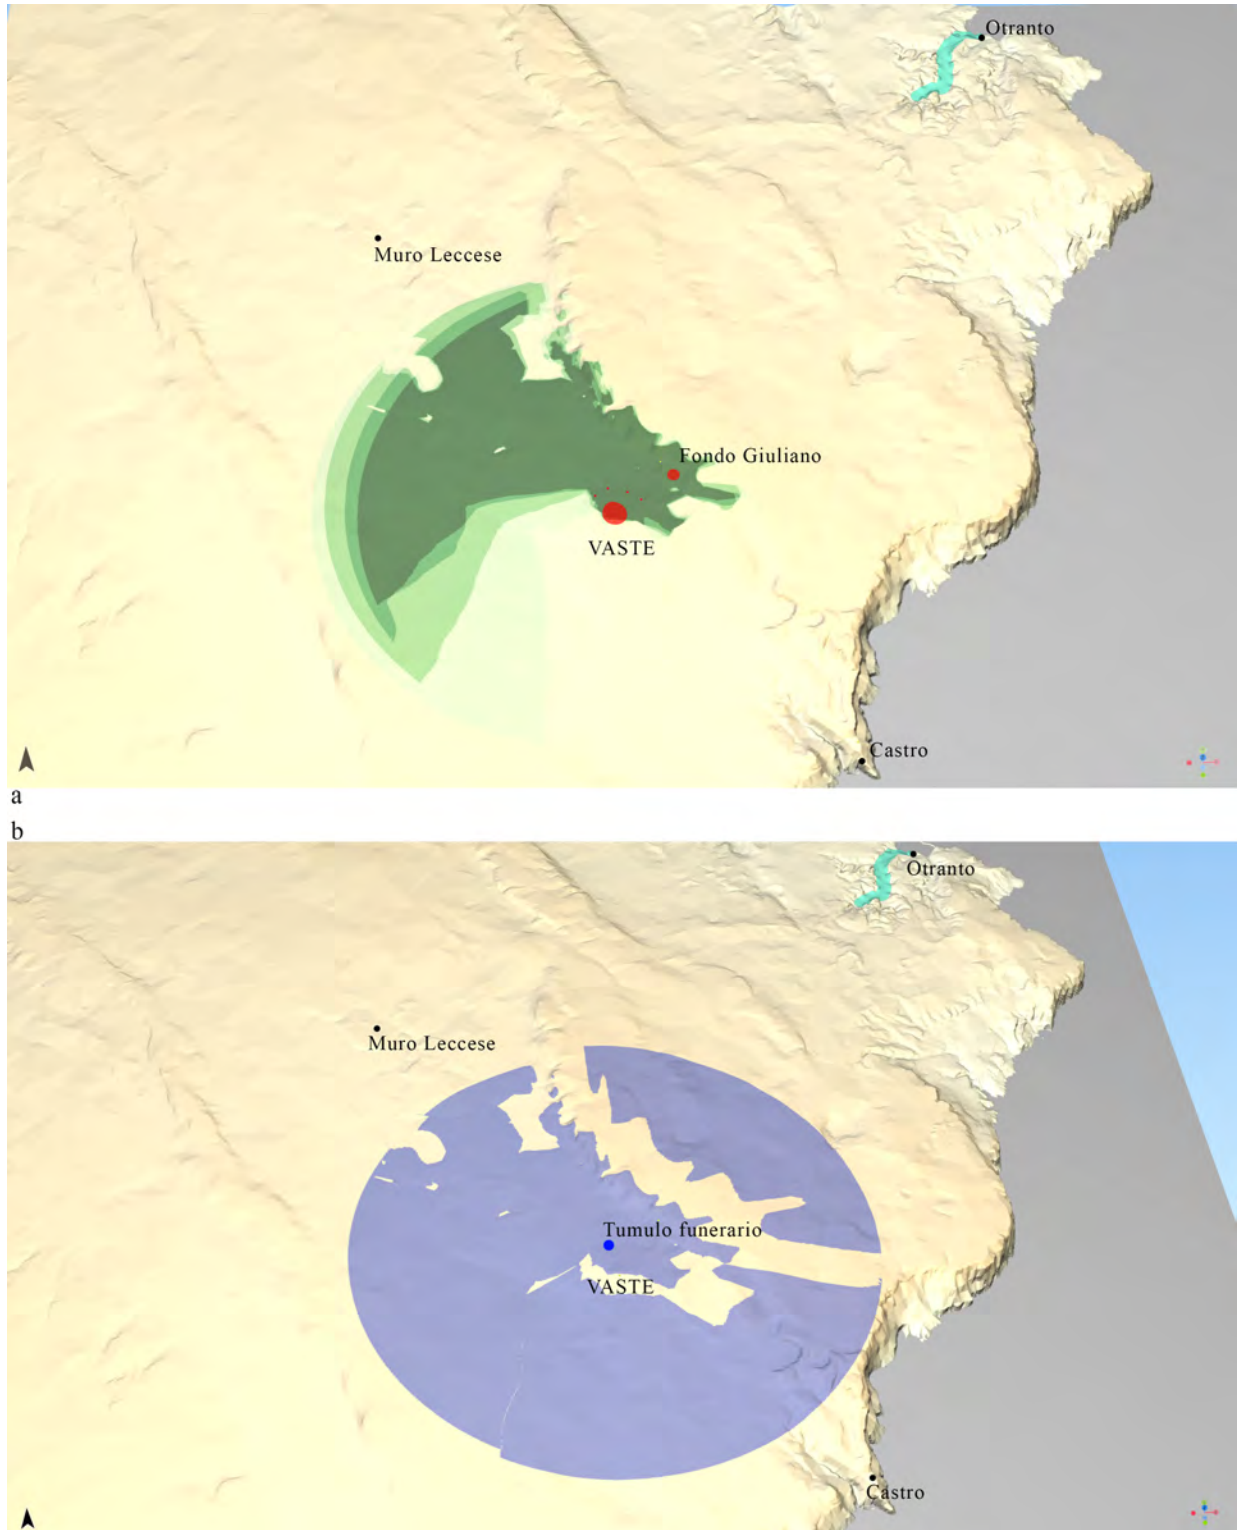 Otranto
Muro Leccese
Fondo Giuliano
VASTE
Castro
a
b
Otranto
Muro Leccese
Tumulo funerario
VASTE
Castro